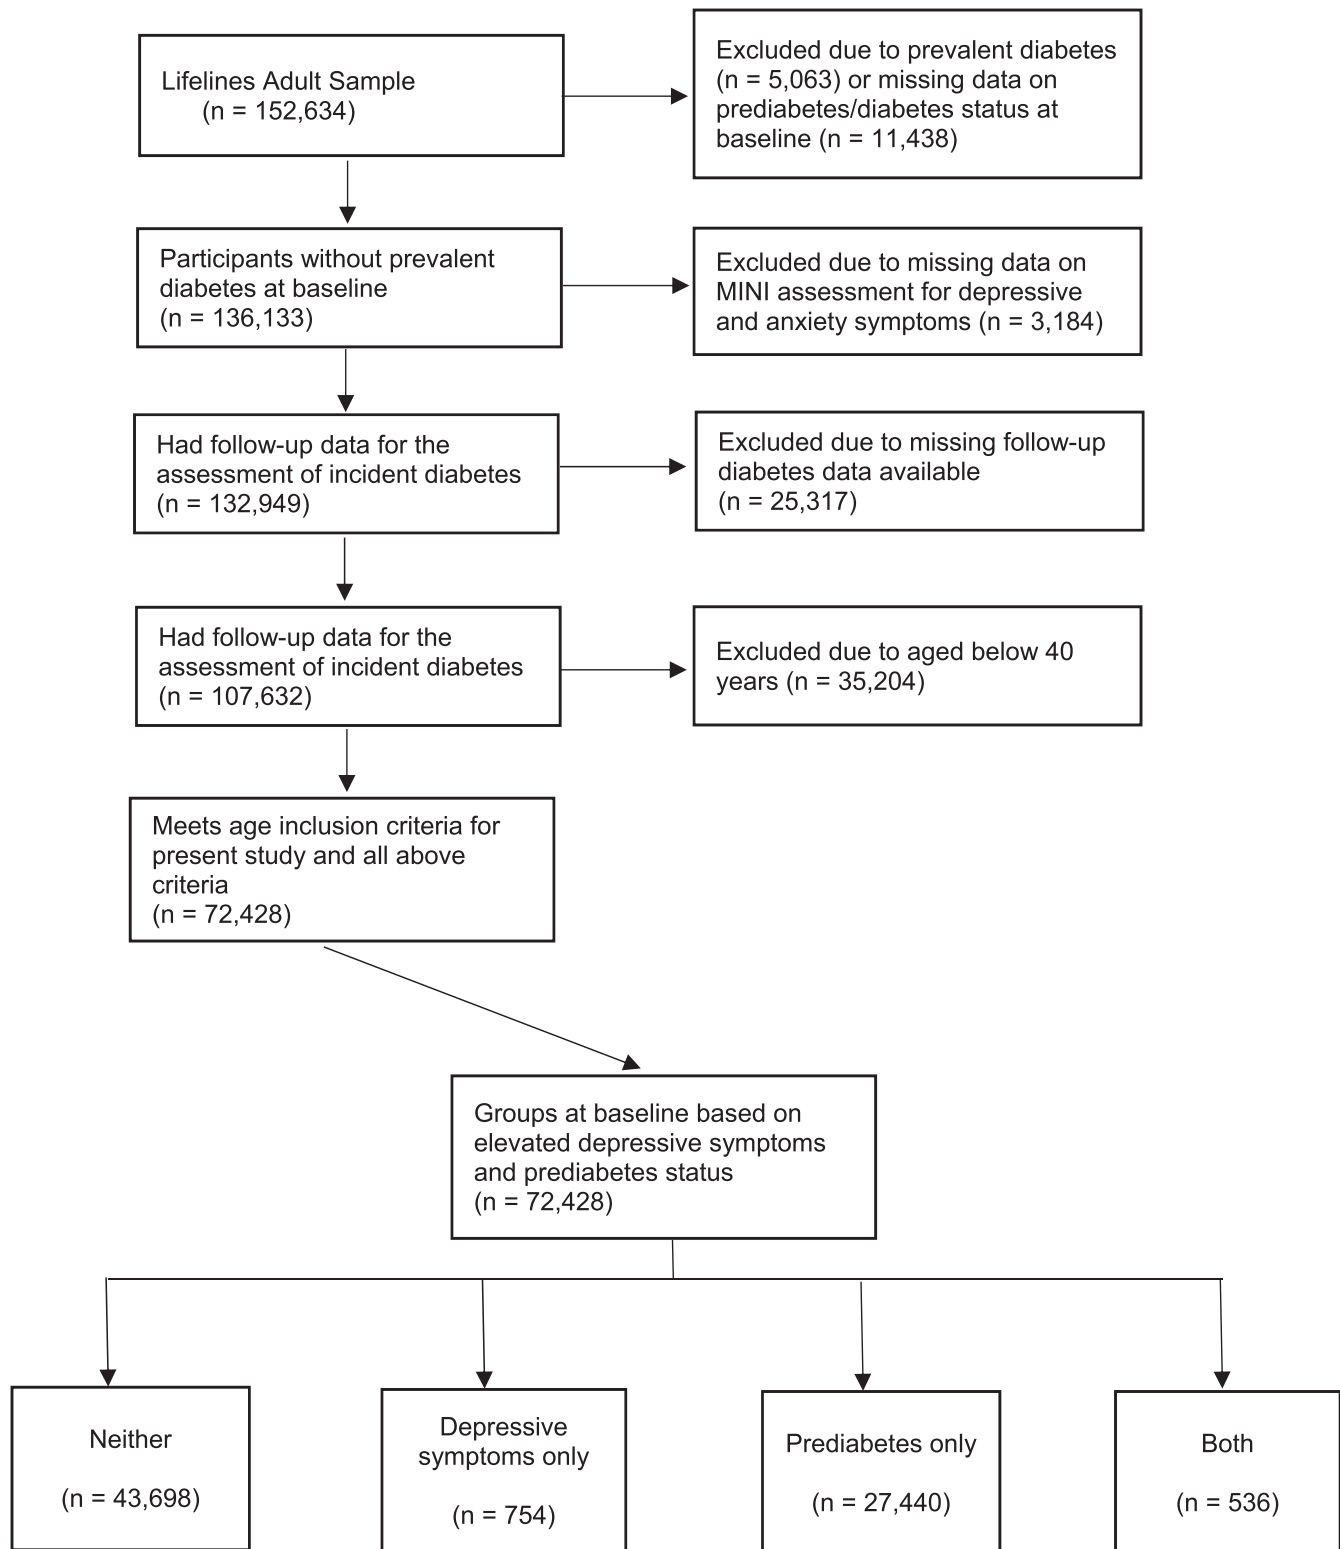 Lifelines Adult Sample
(n = 152,634)
Excluded due to prevalent diabetes
(n = 5,063) or missing data on
prediabetes/diabetes status at
baseline (n = 11,438)
Participants without prevalent
diabetes at baseline
(n = 136,133)
Excluded due to missing data on
MINI assessment for depressive
and anxiety symptoms (n = 3,184)
Had follow-up data for the
assessment of incident diabetes
(n = 132,949)
Excluded due to missing follow-up
diabetes data available
(n = 25,317)
Had follow-up data for the
assessment of incident diabetes
(n = 107,632)
Excluded due to aged below 40
years (n = 35,204)
Meets age inclusion criteria for
present study and all above
criteria
(n = 72,428)
Groups at baseline based on
elevated depressive symptoms
and prediabetes status
(n = 72,428)
Neither
(n = 43,698)
Depressive
symptoms only
(n = 754)
Prediabetes only
(n = 27,440)
Both
(n = 536)